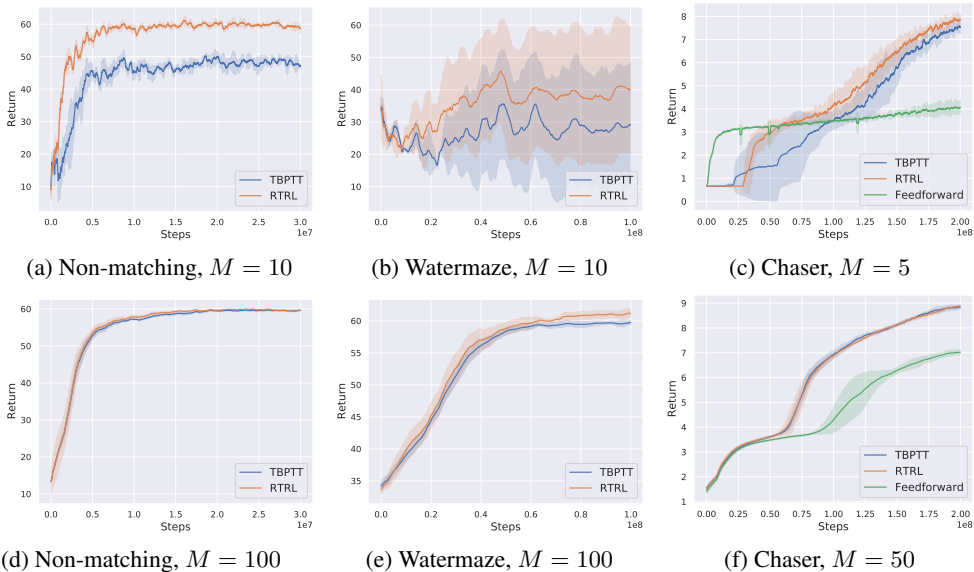 60
50
40
30
20
10
Return
0.0 0.5 1.0 1.5 2.0 2.5 3.0
Steps
1e7
TBPTT
RTRL
(a) Non-matching, M = 10
60
50
40
30
20
10
Return
0.0 0.2 0.4 0.6 0.8 1.0
Steps
1e8
TBPTT
RTRL
(b) Watermaze, M = 10
8
7
6
5
4
3
2
1
0
Return
0.00 0.25 0.50 0.75 1.00 1.25 1.50 1.75 2.00
Steps
1e8
TBPTT
RTRL
Feedforward
(c) Chaser, M = 5
60
50
40
30
20
10
Return
0.0 0.5 1.0 1.5 2.0 2.5 3.0
Steps
1e7
TBPTT
RTRL
(d) Non-matching, M = 100
60
55
50
45
40
35
Return
0.0 0.2 0.4 0.6 0.8 1.0
Steps
1e8
TBPTT
RTRL
(e) Watermaze, M = 100
9
8
7
6
5
4
3
2
1
Return
0.00 0.25 0.50 0.75 1.00 1.25 1.50 1.75 2.00
Steps
1e8
TBPTT
RTRL
Feedforward
(f) Chaser, M = 50